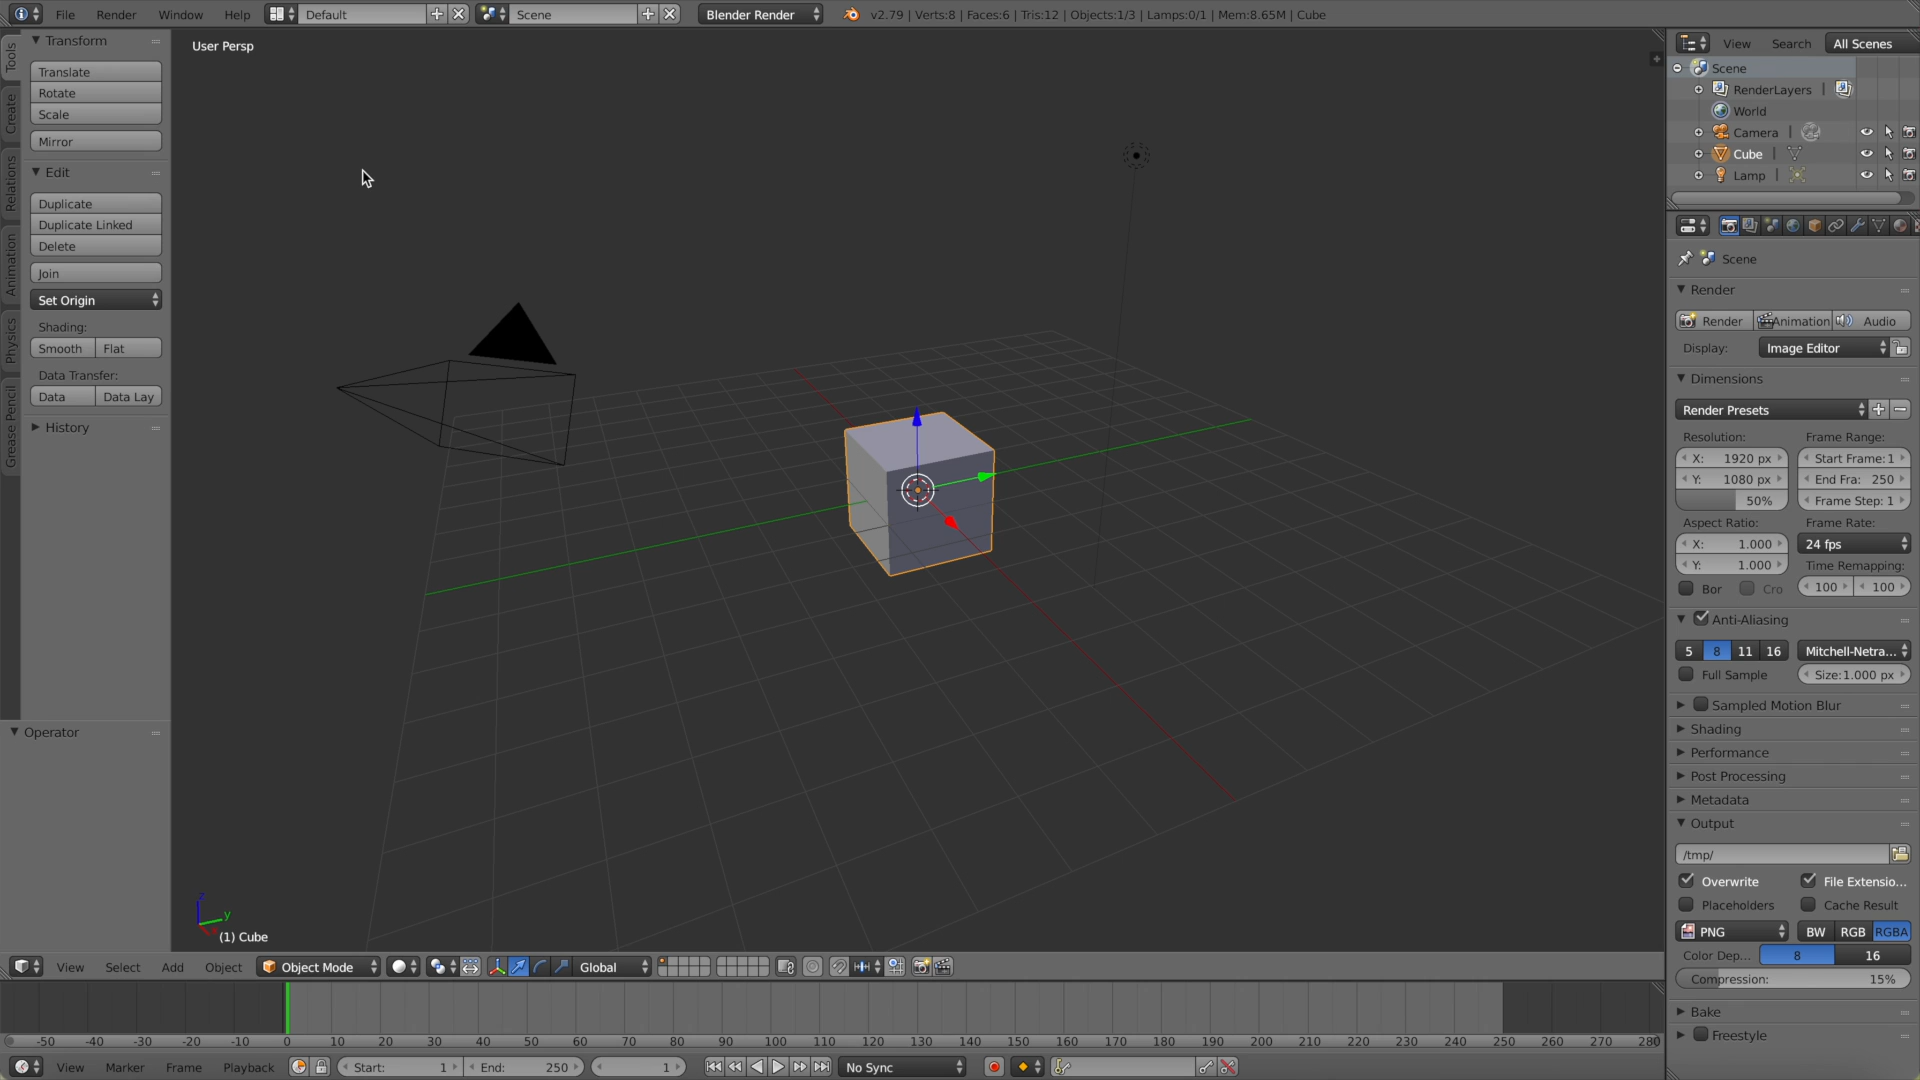 File Render Window Help Default Scene Blender Render v2.79 | Verts:8 | Faces:6 | Tris:12 | Objects:1/3 | Lamps:0/1 | Mem:8.65M | Cube
Tools
Create
Relations
Animation
Physics
Grease Pencil
Transform
Translate
Rotate
Scale
Mirror
Edit
Duplicate
Duplicate Linked
Delete
Join
Set Origin
Shading:
Smooth Flat
Data Transfer:
Data Data Lay
History
Operator
User Persp
z
y
(1) Cube
View Search All Scenes
Scene
RenderLayers
World
Camera
Cube
Lamp
Scene
Render
Render Animation Audio
Display: Image Editor
Dimensions
Render Presets
Resolution: Frame Range:
X: 1920 px Start Frame: 1
Y: 1080 px End Fra: 250
50% Frame Step: 1
Aspect Ratio: Frame Rate:
X: 1.000 24 fps
Y: 1.000 Time Remapping:
Bor Cro 100 100
Anti-Aliasing
5 8 11 16 Mitchell-Netra...
Full Sample Size:1.000 px
Sampled Motion Blur
Shading
Performance
Post Processing
Metadata
Output
/tmp/
Overwrite File Extensio...
Placeholders Cache Result
PNG BW RGB RGBA
Color Dep... 8 16
Compression: 15%
Bake
Freestyle
View Select Add Object Object Mode Global
-50 -40 -30 -20 -10 0 10 20 30 40 50 60 70 80 90 100 110 120 130 140 150 160 170 180 190 200 210 220 230 240 250 260 270 280
View Marker Frame Playback Start: 1 End: 250 1 No Sync